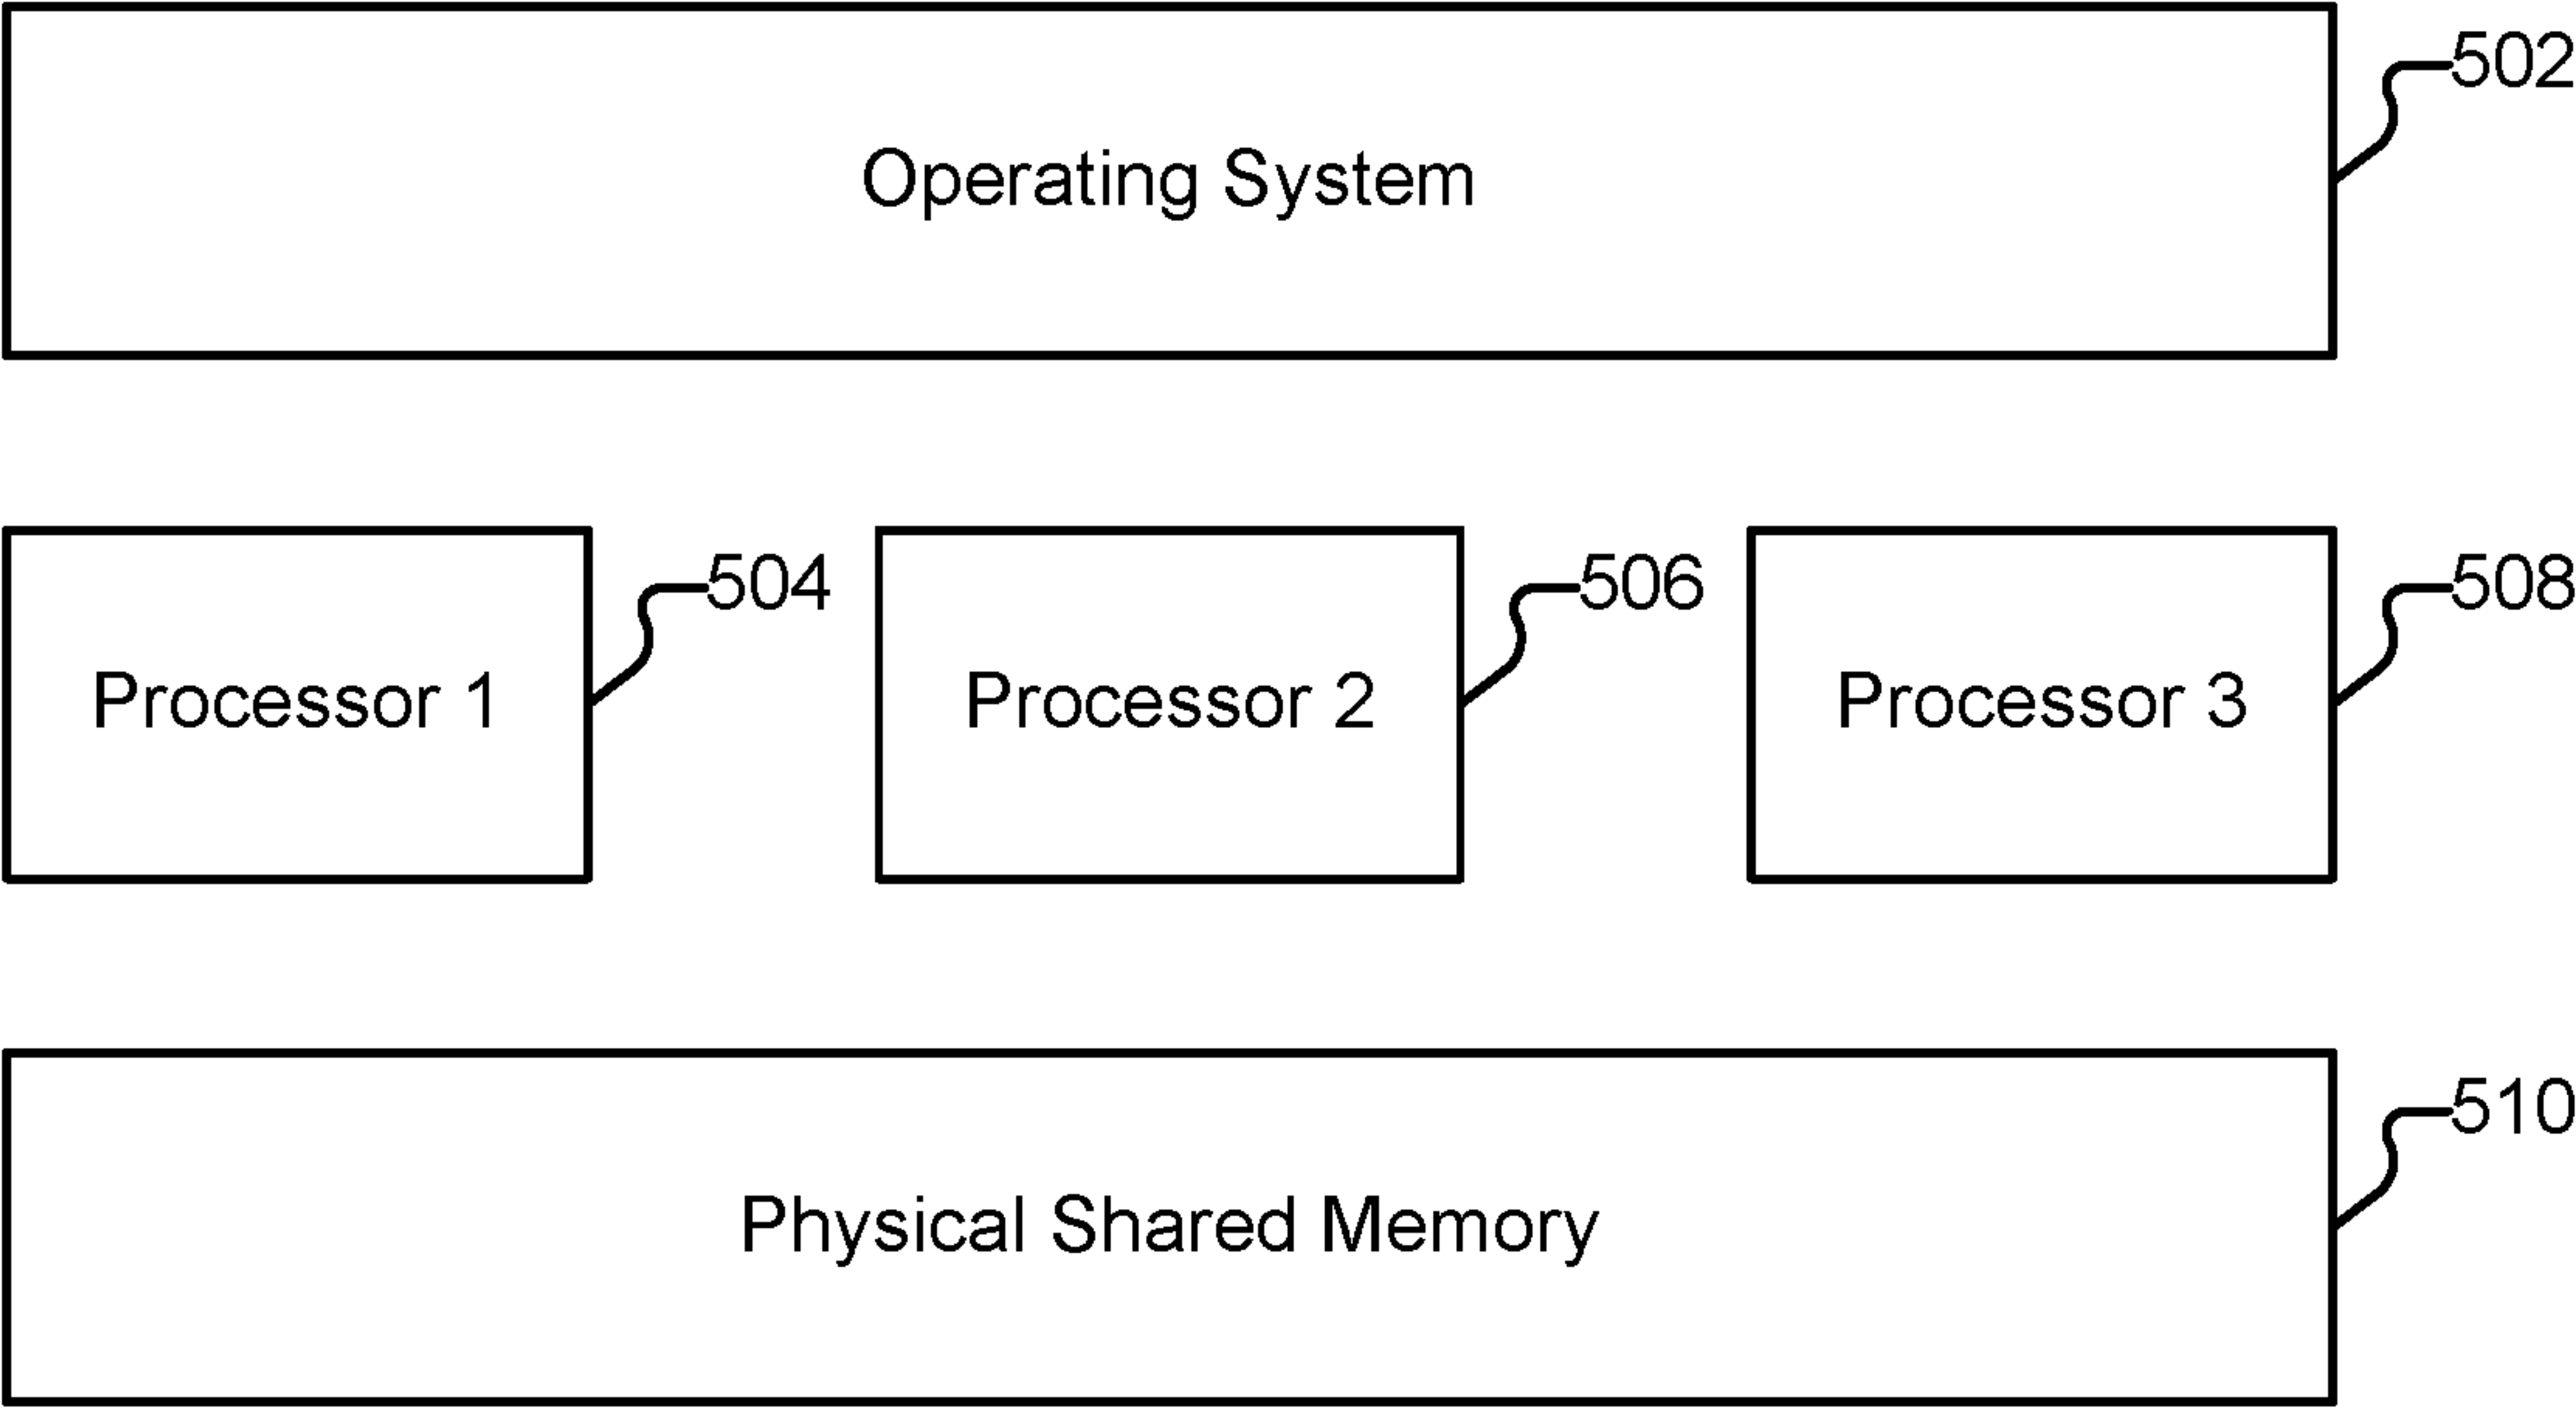 502
Operating System
504
506
508
Processor 1
Processor 2
Processor 3
510
Physical Shared Memory